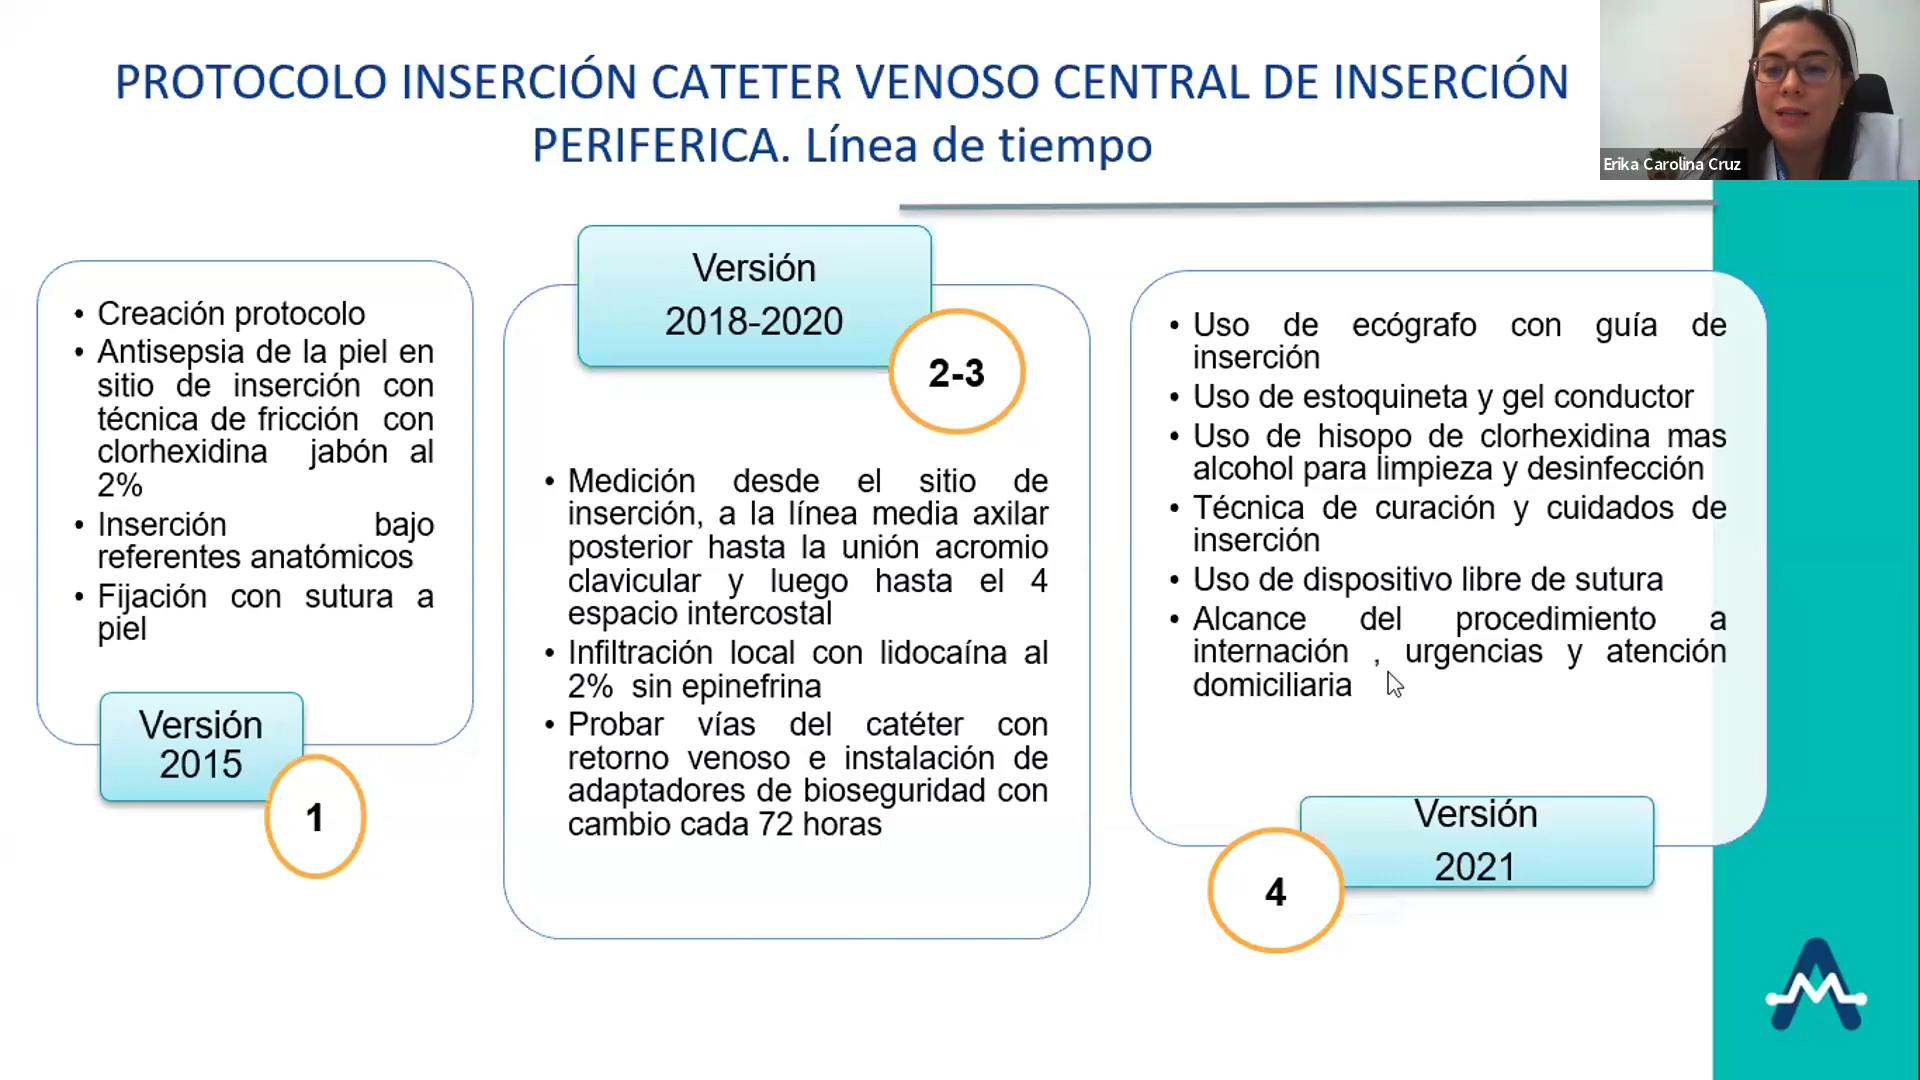 PROTOCOLO INSERCIÓN CATETER VENOSO CENTRAL DE INSERCIÓN
PERIFERICA. Línea de tiempo
Erika Carolina Cruz
• Creación protocolo
• Antisepsia de la piel en
sitio de inserción con
técnica de fricción con
clorhexidina jabón al
2%
• Inserción bajo
referentes anatómicos
• Fijación con sutura a
piel
Versión
2015
1
Versión
2018-2020
2-3
• Medición desde el sitio de
inserción, a la línea media axilar
posterior hasta la unión acromio
clavicular y luego hasta el 4
espacio intercostal
• Infiltración local con lidocaína al
2% sin epinefrina
• Probar vías del catéter con
retorno venoso e instalación de
adaptadores de bioseguridad con
cambio cada 72 horas
• Uso de ecógrafo con guía de
inserción
• Uso de estoquineta y gel conductor
• Uso de hisopo de clorhexidina mas
alcohol para limpieza y desinfección
• Técnica de curación y cuidados de
inserción
• Uso de dispositivo libre de sutura
• Alcance del procedimiento a
internación , urgencias y atención
domiciliaria
Versión
2021
4